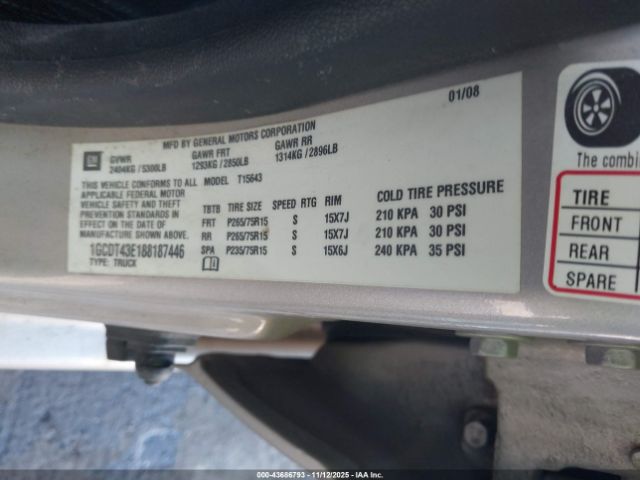 01/08
MFD BY GENERAL MOTORS CORPORATION
GM
GVWR GAWR FRT GAWR RR
2404KG/5300LB 1293KG/2850LB 1314KG/2896LB
THIS VEHICLE CONFORMS TO ALL MODEL T15643
APPLICABLE FEDERAL MOTOR
VEHICLE SAFETY AND THEFT
PREVENTION STANDARDS IN
EFFECT ON THE DATE OF
MANUFACTURE SHOWN ABOVE.
1GCDT43E188187446
TYPE: TRUCK
TBTB TIRE SIZE SPEED RTG RIM COLD TIRE PRESSURE
FRT P265/75R15 S 15X7J 210 KPA 30 PSI
RR P265/75R15 S 15X7J 210 KPA 30 PSI
SPA P235/75R15 S 15X6J 240 KPA 35 PSI
The combi
TIRE
FRONT
REAR
SPARE
000-43686793 - 11/12/2025 - IAA Inc.